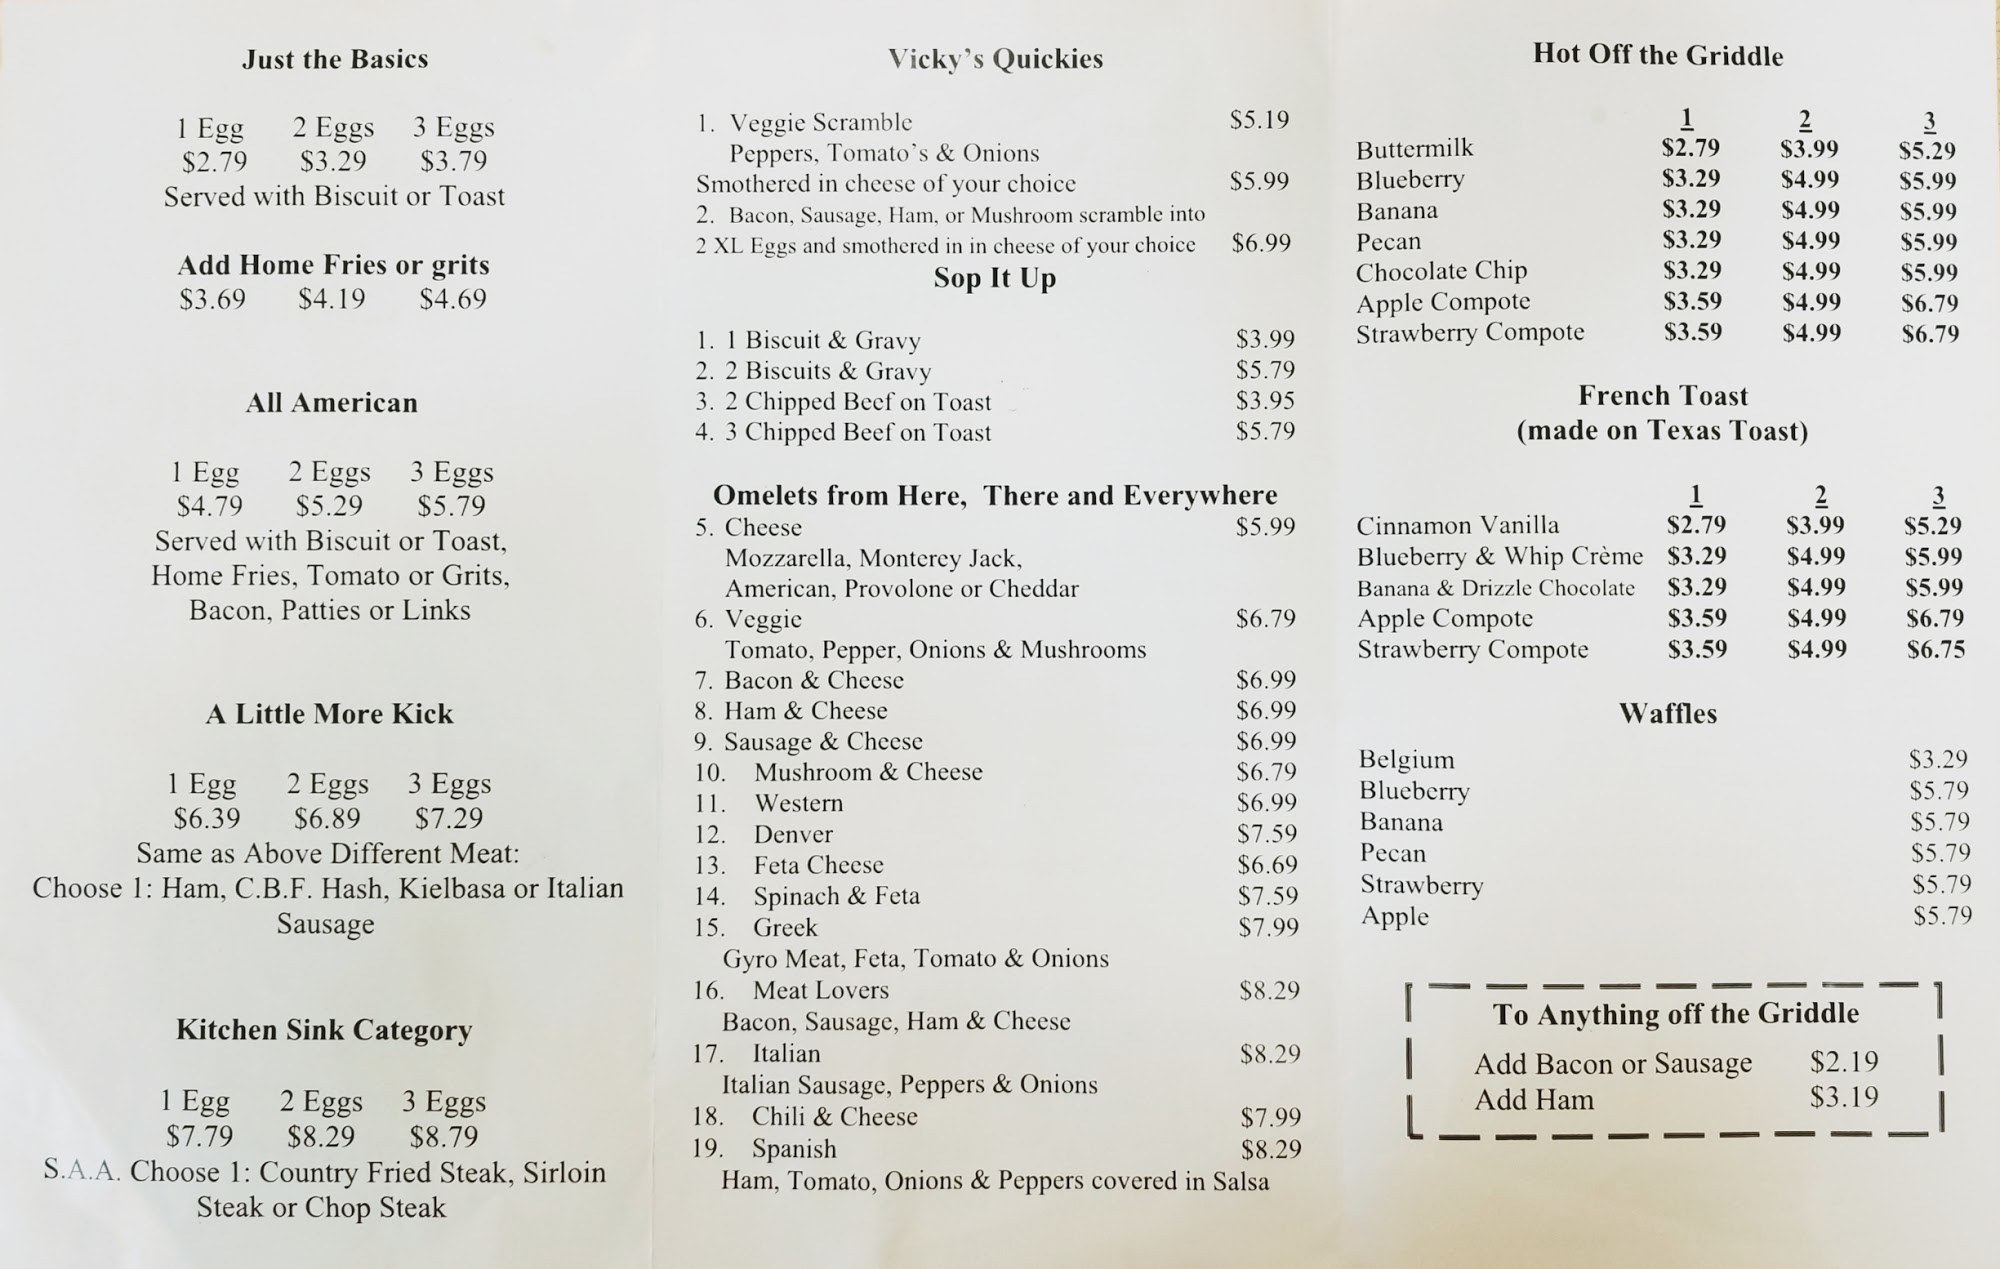 Just the Basics
1 Egg 2 Eggs 3 Eggs
$2.79 $3.29 $3.79
Served with Biscuit or Toast
Add Home Fries or grits
$3.69 $4.19 $4.69
All American
1 Egg 2 Eggs 3 Eggs
$4.79 $5.29 $5.79
Served with Biscuit or Toast,
Home Fries, Tomato or Grits,
Bacon, Patties or Links
A Little More Kick
1 Egg 2 Eggs 3 Eggs
$6.39 $6.89 $7.29
Same as Above Different Meat:
Choose 1: Ham, C.B.F. Hash, Kielbasa or Italian
Sausage
Kitchen Sink Category
1 Egg 2 Eggs 3 Eggs
$7.79 $8.29 $8.79
S.A.A. Choose 1: Country Fried Steak, Sirloin
Steak or Chop Steak
Vicky's Quickies
1. Veggie Scramble $5.19
Peppers, Tomato's & Onions
Smothered in cheese of your choice $5.99
2. Bacon, Sausage, Ham, or Mushroom scramble into
2 XL Eggs and smothered in in cheese of your choice $6.99
Sop It Up
1. 1 Biscuit & Gravy $3.99
2. 2 Biscuits & Gravy $5.79
3. 2 Chipped Beef on Toast $3.95
4. 3 Chipped Beef on Toast $5.79
Omelets from Here, There and Everywhere
5. Cheese $5.99
Mozzarella, Monterey Jack,
American, Provolone or Cheddar
6. Veggie $6.79
Tomato, Pepper, Onions & Mushrooms
7. Bacon & Cheese $6.99
8. Ham & Cheese $6.99
9. Sausage & Cheese $6.99
10. Mushroom & Cheese $6.79
11. Western $6.99
12. Denver $7.59
13. Feta Cheese $6.69
14. Spinach & Feta $7.59
15. Greek $7.99
Gyro Meat, Feta, Tomato & Onions
16. Meat Lovers $8.29
Bacon, Sausage, Ham & Cheese
17. Italian $8.29
Italian Sausage, Peppers & Onions
18. Chili & Cheese $7.99
19. Spanish $8.29
Ham, Tomato, Onions & Peppers covered in Salsa
Hot Off the Griddle
1 2 3
Buttermilk $2.79 $3.99 $5.29
Blueberry $3.29 $4.99 $5.99
Banana $3.29 $4.99 $5.99
Pecan $3.29 $4.99 $5.99
Chocolate Chip $3.29 $4.99 $5.99
Apple Compote $3.59 $4.99 $6.79
Strawberry Compote $3.59 $4.99 $6.79
French Toast
(made on Texas Toast)
1 2 3
Cinnamon Vanilla $2.79 $3.99 $5.29
Blueberry & Whip Crème $3.29 $4.99 $5.99
Banana & Drizzle Chocolate $3.29 $4.99 $5.99
Apple Compote $3.59 $4.99 $6.79
Strawberry Compote $3.59 $4.99 $6.75
Waffles
Belgium $3.29
Blueberry $5.79
Banana $5.79
Pecan $5.79
Strawberry $5.79
Apple $5.79
To Anything off the Griddle
Add Bacon or Sausage $2.19
Add Ham $3.19